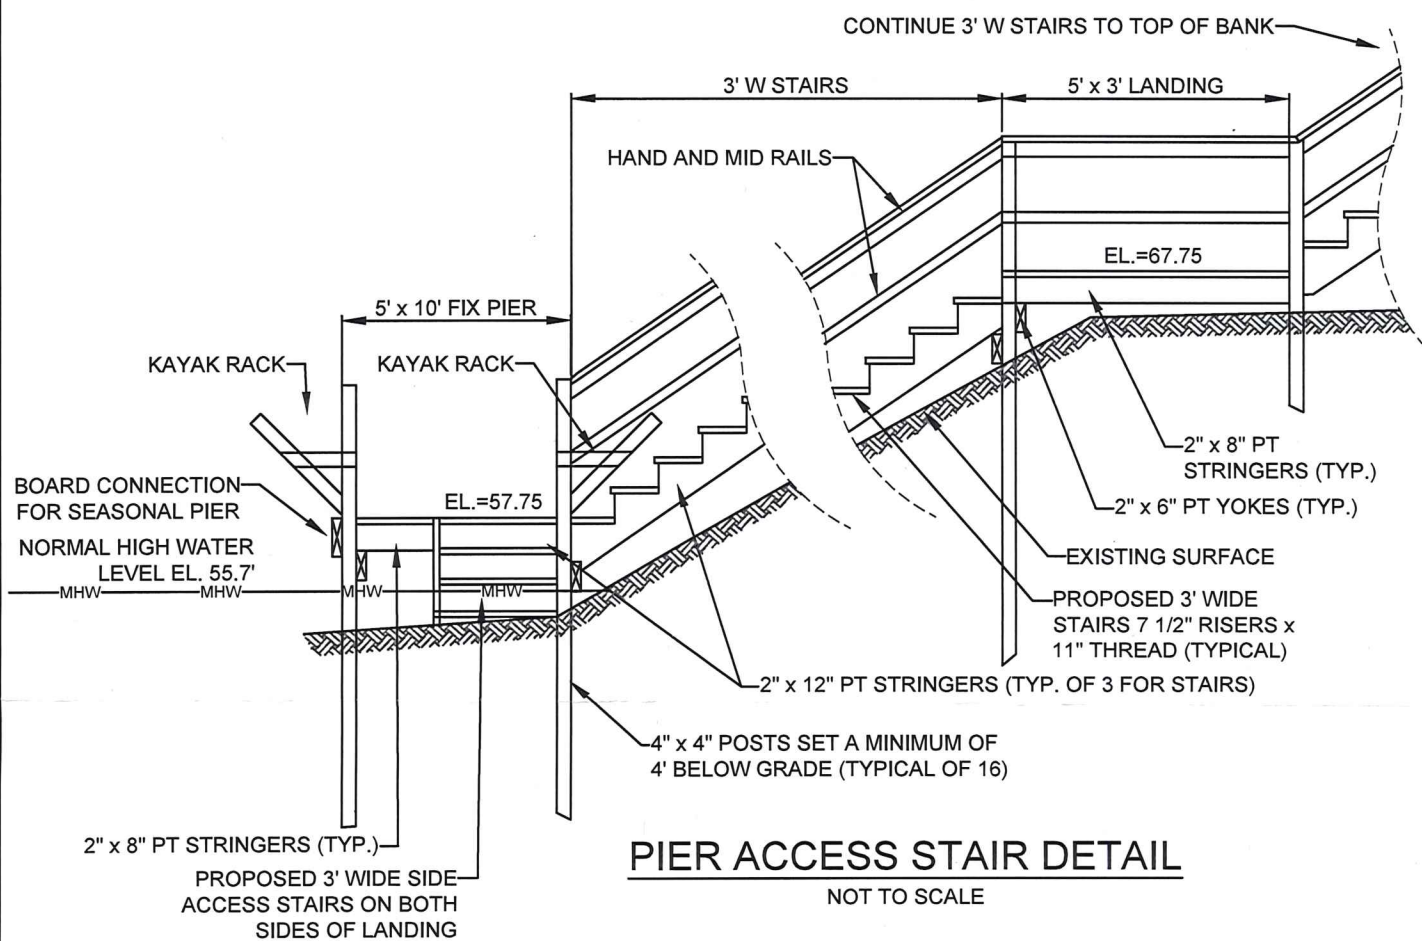 CONTINUE 3' W STAIRS TO TOP OF BANK
3' W STAIRS
5' x 3' LANDING
HAND AND MID RAILS
EL.=67.75
5' x 10' FIX PIER
KAYAK RACK
KAYAK RACK
2" x 8" PT
STRINGERS (TYP.)
BOARD CONNECTION
FOR SEASONAL PIER
EL.=57.75
2" x 6" PT YOKES (TYP.)
NORMAL HIGH WATER
LEVEL EL. 55.7'
EXISTING SURFACE
MHW
MHW
MHW
MHW
PROPOSED 3' WIDE
STAIRS 7 1/2" RISERS x
11" THREAD (TYPICAL)
2" x 12" PT STRINGERS (TYP. OF 3 FOR STAIRS)
4" x 4" POSTS SET A MINIMUM OF
4' BELOW GRADE (TYPICAL OF 16)
2" x 8" PT STRINGERS (TYP.)
PROPOSED 3' WIDE SIDE
ACCESS STAIRS ON BOTH
SIDES OF LANDING
PIER ACCESS STAIR DETAIL
NOT TO SCALE